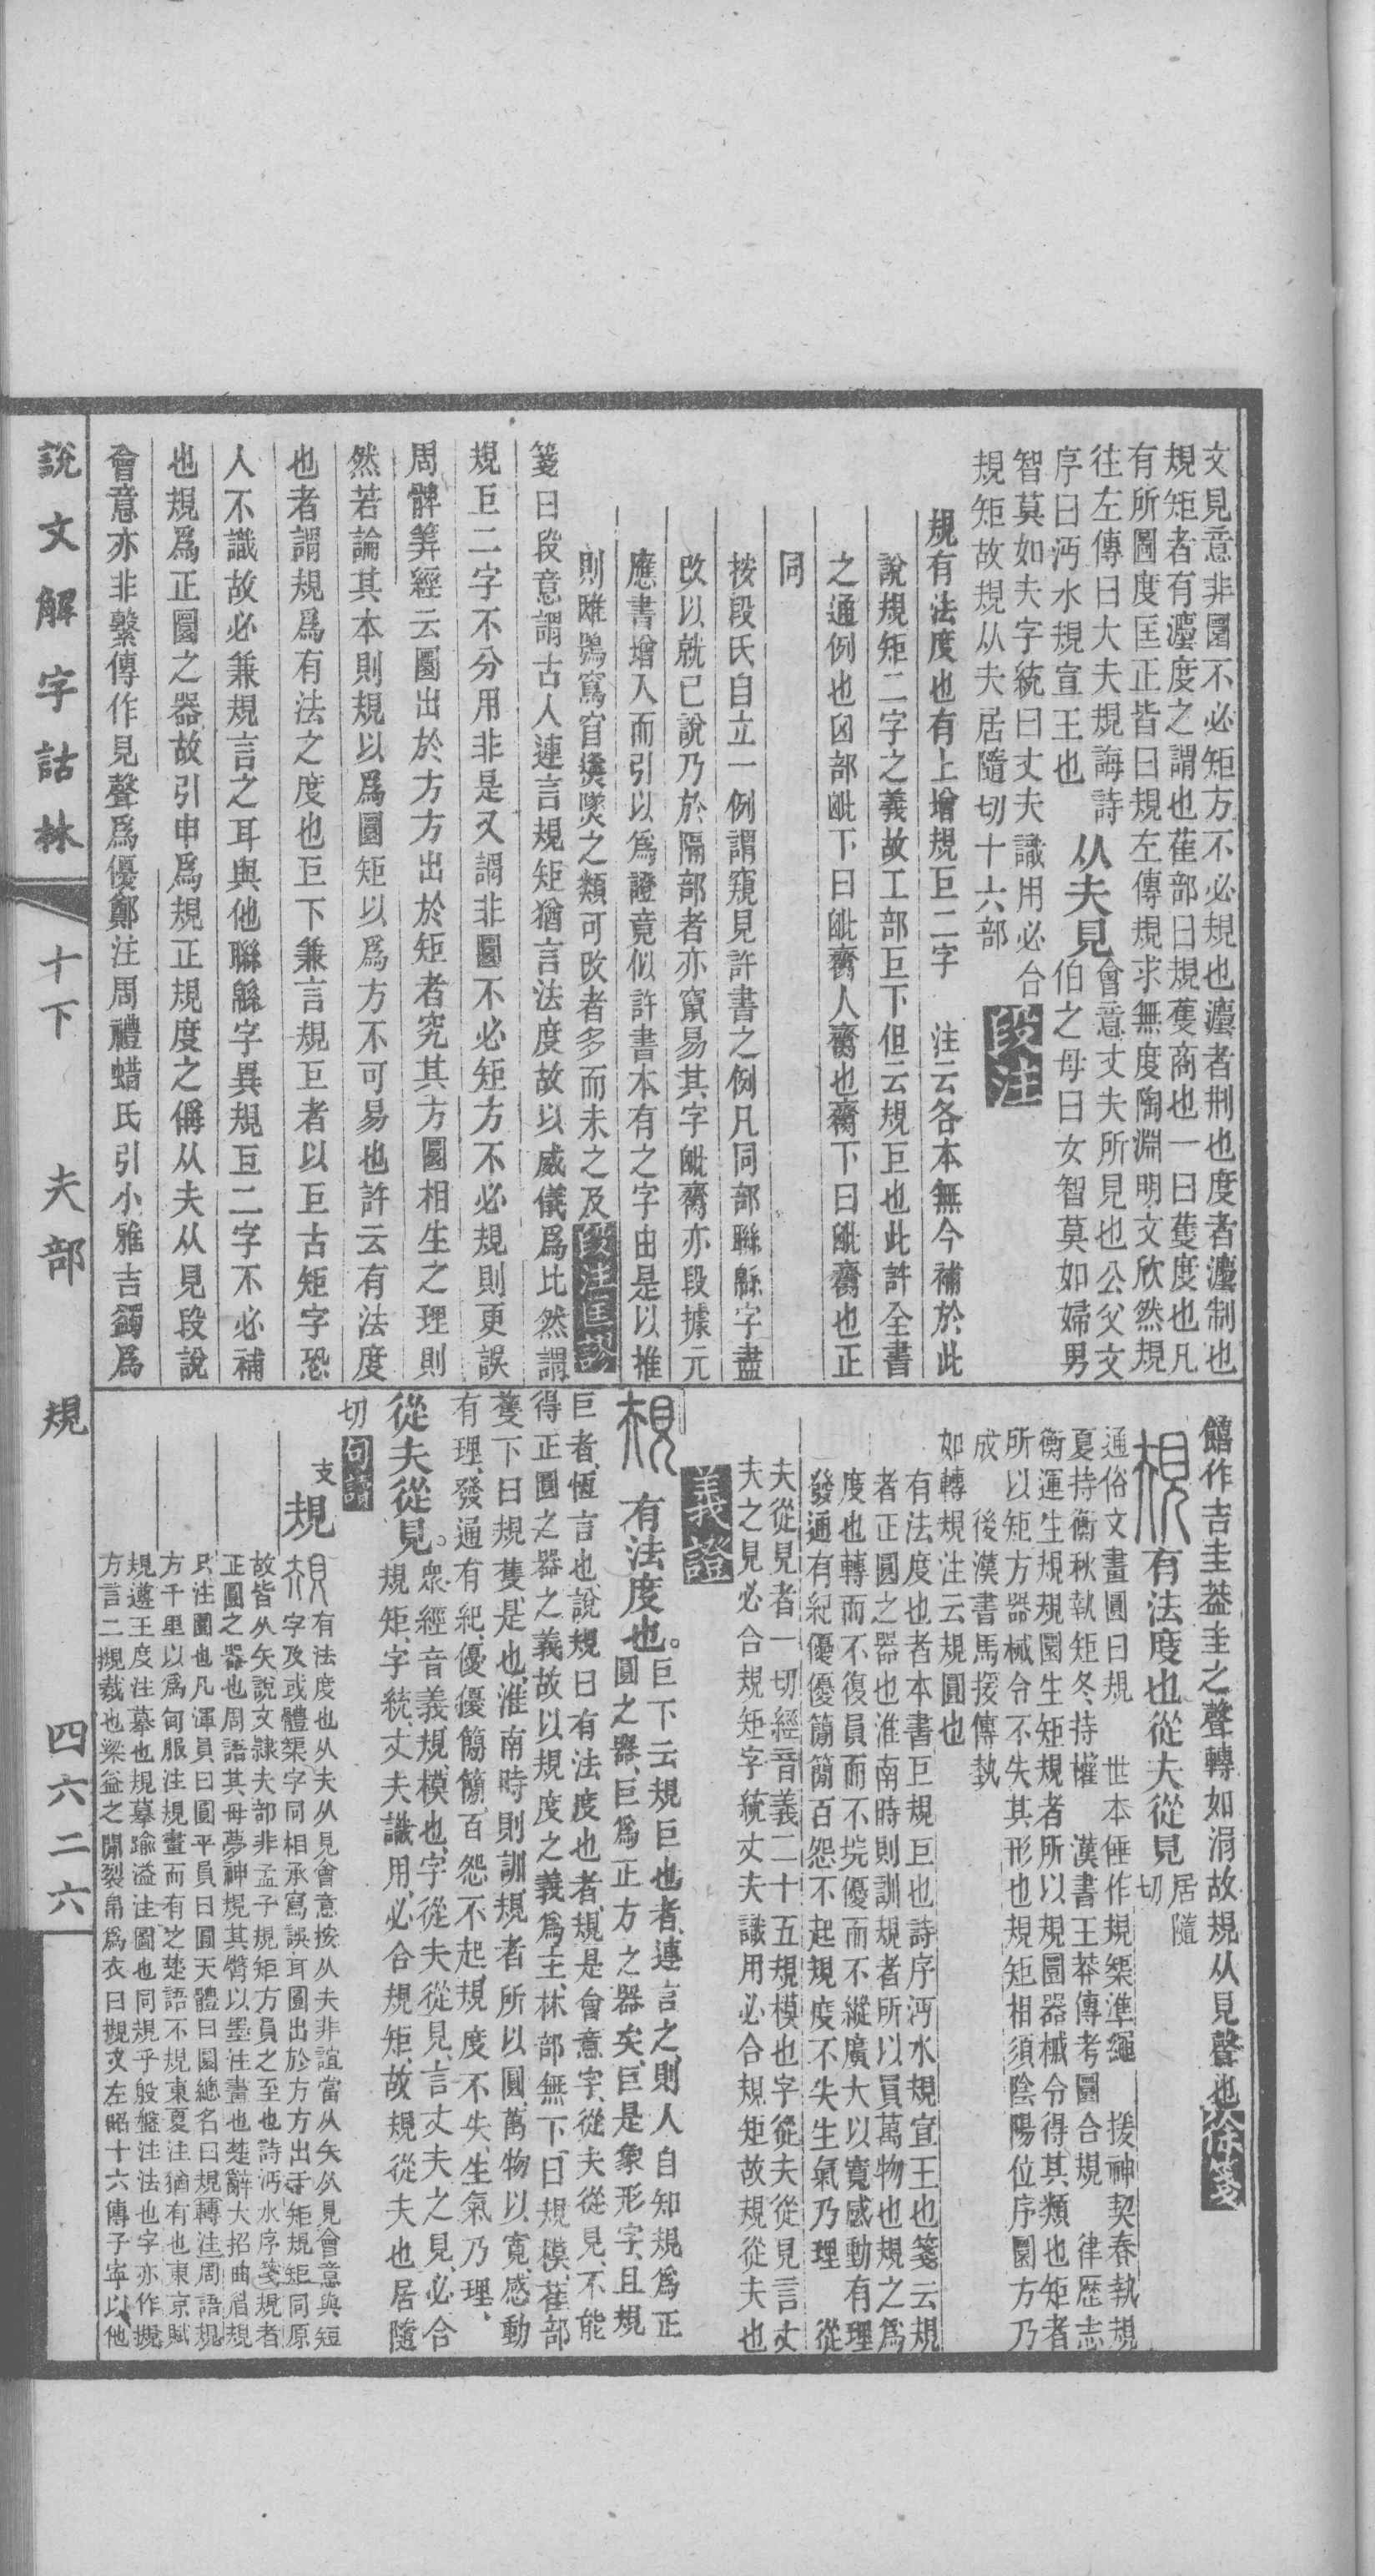 文見意非圜不必矩方不必規也灋者刑也度者灋制也
規矩者有灋度之謂也雈部曰規蒦商也一曰蒦度也凡
有所圖度匡正皆曰規左傳規求無度陶淵明文欣然規
往左傳曰大夫規誨詩
序曰沔水規宣王也
从夫見
會意丈夫所見也公父文
伯之母曰女智莫如婦男
智莫如夫字統曰丈夫識用必合
規矩故規从夫居隨切十六部
段注
規有法度也有上增規巨二字　注云各本無今補於此
說規矩二字之義故工部巨下但云規巨也此許全書
之通例也囟部毗下曰毗齎人齎也齎下曰毗齎也正
同
按段氏自立一例謂窺見許書之例凡同部聯緜字盡
改以就已說乃於隔部者亦竄易其字毗齎亦段據元
應書增人而引以爲證竟似許書本有之字由是以推
則雎鴞寫官㷼㷭之類可改者多而未之及
段注匡謬
箋曰段意謂古人連言規矩猶言法度故以威儀爲比然謂
規巨二字不分用非是又謂非圜不必矩方不必規則更誤
周髀筭經云圜出於方方出於矩者究其方圜相生之理則
然若論其本則規以爲圜矩以爲方不可易也許云有法度
也者謂規爲有法之度也巨下兼言規巨者以巨古矩字恐
人不識故必兼規言之耳與他聯緜字異規巨二字不必補
也規爲正圜之器故引申爲規正規度之偁从夫从見段說
會意亦非繫傳作見聲爲優鄭注周禮蜡氏引小雅吉蠲爲
饎作吉圭葢圭之聲轉如涓故規从見聲也
徐箋
規
有法度也從夫從見
居隨
切
通俗文畫圓曰規　世本倕作規榘準繩　援神契春執規
夏持衡秋執矩冬持權　漢書王莽傳考圜合規　律歷志
衡運生規規圜生矩規者所以規圜器械令得其類也矩者
所以矩方器械令不失其形也規矩相須陰陽位序圜方乃
成　後漢書馬援傳埶
如轉規注云規圓也
有法度也者本書巨規巨也詩序沔水規宣王也箋云規
者正圓之器也淮南時則訓規者所以員萬物也規之爲
度也轉而不復員而不垸優而不縱廣大以寬感動有理
發通有紀優優簡簡百怨不起規度不失生氣乃理　從
夫從見者一切經音義二十五規模也字從夫從見言丈
夫之見必合規矩字統丈夫識用必合規矩故規從夫也
義證
規
有法度也。
巨下云規巨也者、連言之、則人自知規爲正
圓之器、巨爲正方之器矣、巨是象形字、且規
巨者、恆言也、說規曰有法度也者、規是會意字、從夫從見、不能
得正圓之器之義、故以規度之義爲主、林部無下、曰規模、雈部
蒦下曰規蒦是也、淮南時則訓、規者所以圓、萬物以寬、感動
有理、發通有紀、優優簡簡、百怨不起、規度不失、生氣乃理、
從夫從見。
衆經音義、規、模也、字從夫從見、言丈夫之見、必合
規矩、字統、丈夫識用、必合規矩、故規從夫也居隨
切
句讀
支
規
規
有法度也从夫从見會意按从夫非誼當从矢从見會意與短
字及或體榘字同相承寫誤耳圜出於方方出于矩規矩同原
故皆从矢說文隸夫部非孟子規矩方員之至也詩沔水序箋規者
正圜之器也周語其母夢神規其臀以墨注畫也楚辭大招曲眉規
只注圜也凡渾員曰圓平員曰圜天體曰圜總名曰規轉注周語規
方千里以爲甸服注規畫而有之楚語不規東夏注猶有也東京賦
規遵王度注摹也規摹踰溢注圖也同規乎殷盤注法也字亦作摫
方言二摫裁也梁益之閒裂帛爲衣曰摫又左昭十六傳子寧以他
說文解字詁林
十下
夫部
規
四六二六